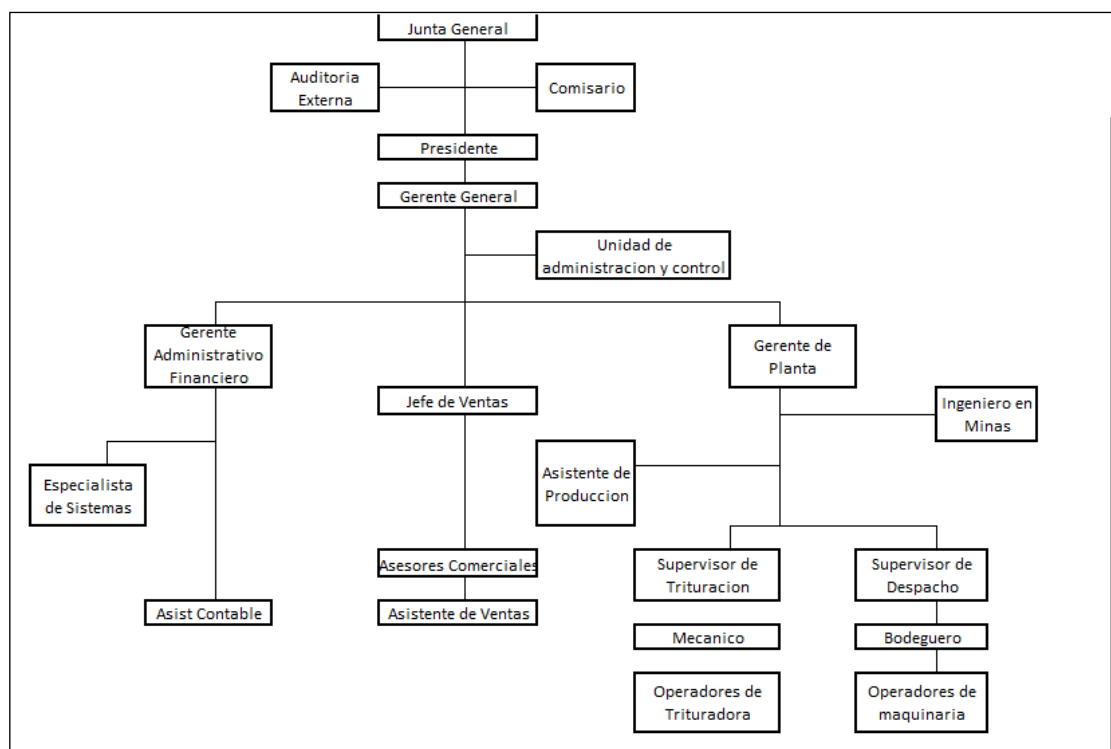 Junta General
Auditoria
Externa
Comisario
Presidente
Gerente General
Unidad de
administracion y control
Gerente
Administrativo
Financiero
Gerente de
Planta
Jefe de Ventas
Ingeniero en
Minas
Especialista
de Sistemas
Asistente de
Produccion
Asesores Comerciales
Supervisor de
Trituracion
Supervisor de
Despacho
Asist Contable
Asistente de Ventas
Mecanico
Bodeguero
Operadores de
Trituradora
Operadores de
maquinaria